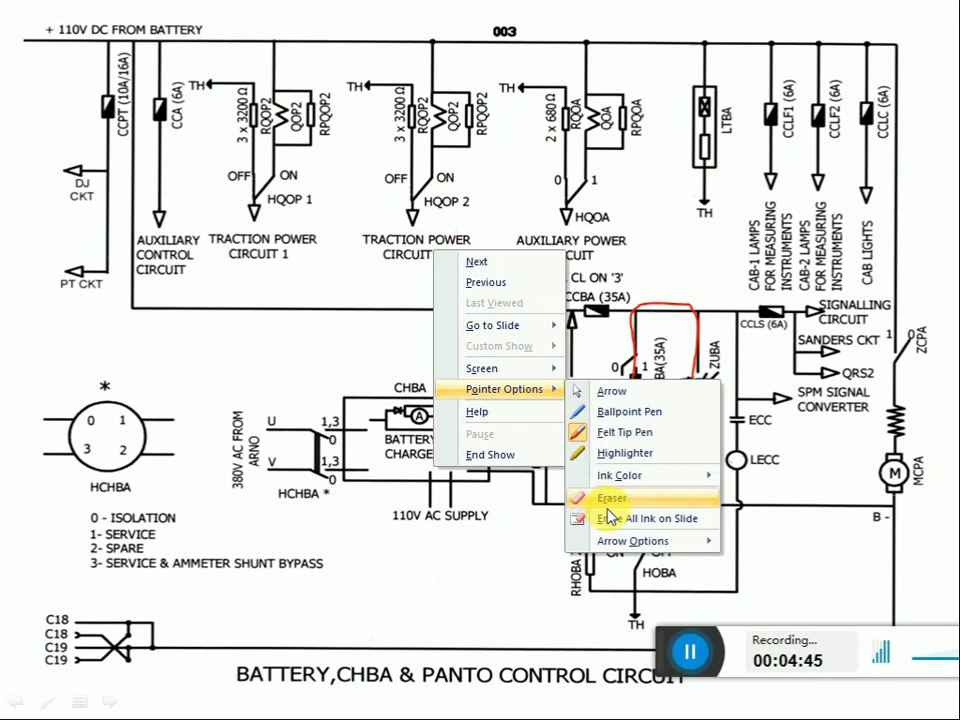 + 110V DC FROM BATTERY
003
CCPT (10A/16A)
CCA (6A)
TH
3 x 3200 Ω
RQOP2
QOP2
RPQOP2
TH
3 x 3200 Ω
RQOP2
QOP2
RPQOP2
TH
2 x 680 Ω
RQOA
QOA
RPQOA
LTBA
CCLF1 (6A)
CCLF2 (6A)
CCLC (6A)
DJ
CKT
OFF
ON
HQOP 1
OFF
ON
HQOP 2
0
1
HQOA
TH
PT CKT
AUXILIARY
CONTROL
CIRCUIT
TRACTION POWER
CIRCUIT 1
TRACTION POWER
CIRCUIT
AUXILIARY POWER
CUIT
CAB-1 LAMPS
FOR MEASURING
INSTRUMENTS
CAB-2 LAMPS
FOR MEASURING
INSTRUMENTS
CAB LIGHTS
CL ON '3'
CCBA (35A)
CCLS (6A)
SIGNALLING
CIRCUIT
SANDERS CKT
QRS2
SPM SIGNAL
CONVERTER
1
0
ZCPA
0
1
BA(35A)
ZUBA
Next
Previous
Last Viewed
Go to Slide
Custom Show
Screen
Pointer Options
Help
Pause
End Show
Arrow
Ballpoint Pen
Felt Tip Pen
Highlighter
Ink Color
Eraser
All Ink on Slide
Arrow Options
*
0
1
3
2
HCHBA
380V AC FROM
ARNO
U
1,3
0
V
1,3
0
HCHBA *
CHBA
A
BATTERY
CHARGE
110V AC SUPPLY
ECC
LECC
M
MCPA
B -
0 - ISOLATION
1- SERVICE
2- SPARE
3- SERVICE & AMMETER SHUNT BYPASS
RHOBA
ON
HOBA
TH
C18
C18
C19
C19
BATTERY,CHBA & PANTO CONTROL CIRCUIT
Recording...
00:04:45